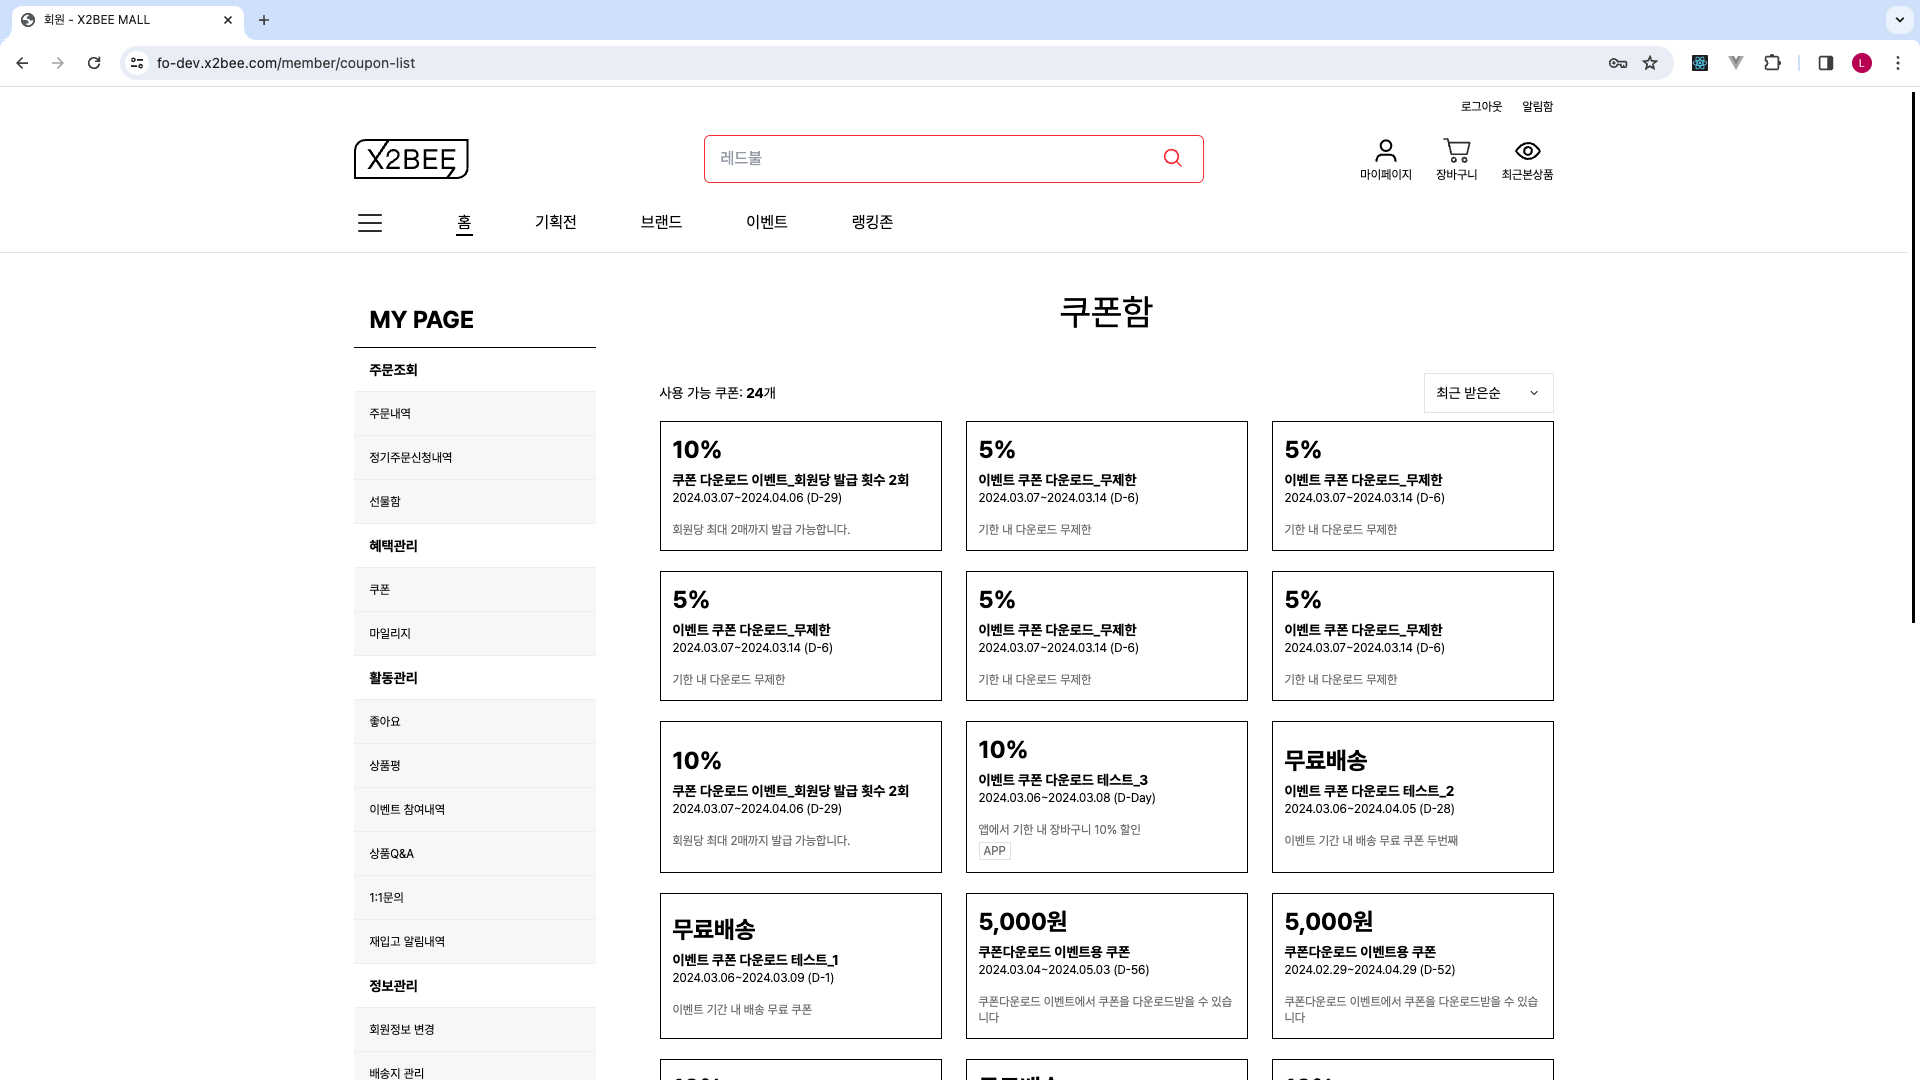 회원 - X2BEE MALL
fo-dev.x2bee.com/member/coupon-list
L
로그아웃 알림함
X2BEE
레드불
마이페이지 장바구니 최근본상품
홈 기획전 브랜드 이벤트 랭킹존
MY PAGE
주문조회
주문내역
정기주문신청내역
선물함
혜택관리
쿠폰
마일리지
활동관리
좋아요
상품평
이벤트 참여내역
상품Q&A
1:1문의
재입고 알림내역
정보관리
회원정보 변경
배송지 관리
쿠폰함
사용 가능 쿠폰: 24개
최근 받은순
10%
쿠폰 다운로드 이벤트_회원당 발급 횟수 2회
2024.03.07~2024.04.06 (D-29)
회원당 최대 2매까지 발급 가능합니다.
5%
이벤트 쿠폰 다운로드_무제한
2024.03.07~2024.03.14 (D-6)
기한 내 다운로드 무제한
5%
이벤트 쿠폰 다운로드_무제한
2024.03.07~2024.03.14 (D-6)
기한 내 다운로드 무제한
5%
이벤트 쿠폰 다운로드_무제한
2024.03.07~2024.03.14 (D-6)
기한 내 다운로드 무제한
5%
이벤트 쿠폰 다운로드_무제한
2024.03.07~2024.03.14 (D-6)
기한 내 다운로드 무제한
5%
이벤트 쿠폰 다운로드_무제한
2024.03.07~2024.03.14 (D-6)
기한 내 다운로드 무제한
10%
쿠폰 다운로드 이벤트_회원당 발급 횟수 2회
2024.03.07~2024.04.06 (D-29)
회원당 최대 2매까지 발급 가능합니다.
10%
이벤트 쿠폰 다운로드 테스트_3
2024.03.06~2024.03.08 (D-Day)
앱에서 기한 내 장바구니 10% 할인
APP
무료배송
이벤트 쿠폰 다운로드 테스트_2
2024.03.06~2024.04.05 (D-28)
이벤트 기간 내 배송 무료 쿠폰 두번째
무료배송
이벤트 쿠폰 다운로드 테스트_1
2024.03.06~2024.03.09 (D-1)
이벤트 기간 내 배송 무료 쿠폰
5,000원
쿠폰다운로드 이벤트용 쿠폰
2024.03.04~2024.05.03 (D-56)
쿠폰다운로드 이벤트에서 쿠폰을 다운로드받을 수 있습
니다
5,000원
쿠폰다운로드 이벤트용 쿠폰
2024.02.29~2024.04.29 (D-52)
쿠폰다운로드 이벤트에서 쿠폰을 다운로드받을 수 있습
니다